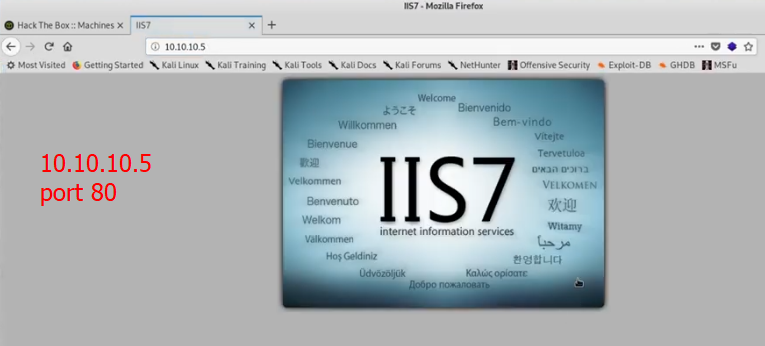 IIS7 - Mozilla Firefox
Hack The Box :: Machines
IIS7
10.10.10.5
Most Visited
Getting Started
Kali Linux
Kali Training
Kali Tools
Kali Docs
Kali Forums
NetHunter
Offensive Security
Exploit-DB
GHDB
MSFu
10.10.10.5
port 80
Welcome
ようこそ
Bienvenido
Willkommen
Bem-vindo
Bienvenue
Vítejte
歓迎
Tervetuloa
ברוכים הבאים
Velkommen
VELKOMEN
IIS7
internet information services
Benvenuto
欢迎
Welkom
Witamy
Välkommen
مرحباً
Hoş Geldiniz
환영합니다
Üdvözöljük
Καλώς ορίσατε
Добро пожаловать